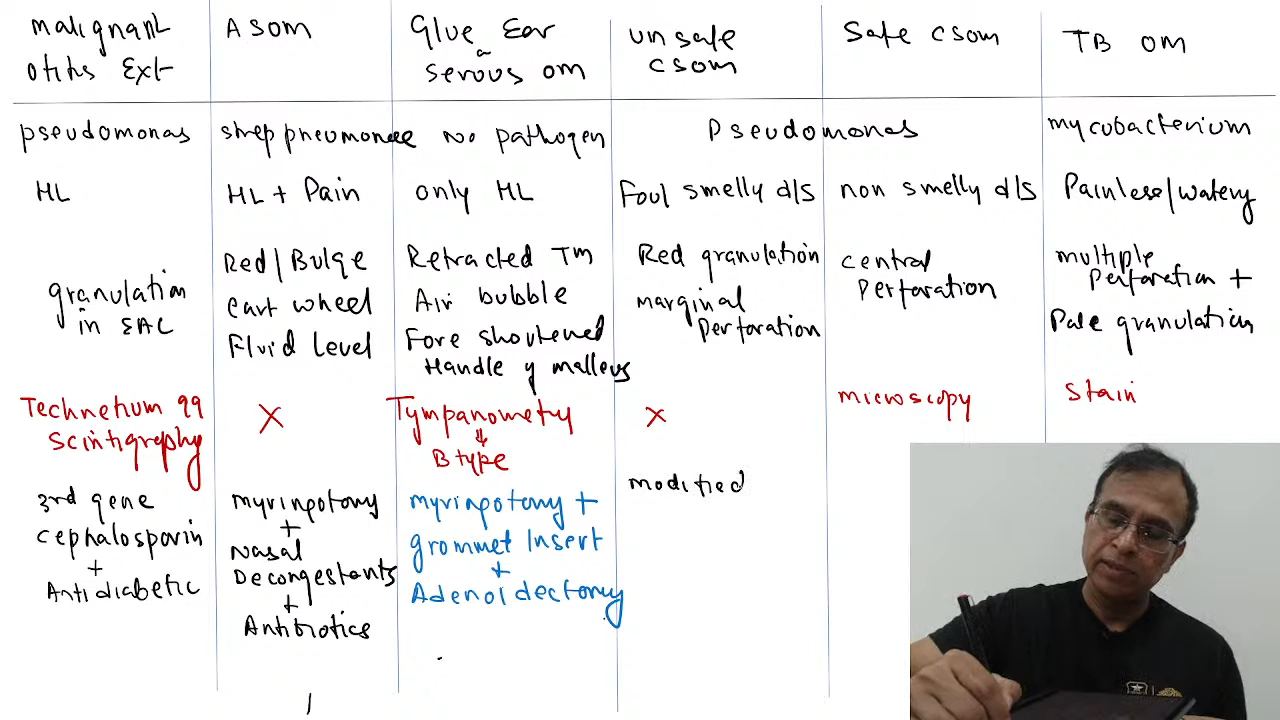 malignant
otitis Ext
ASOM
Glue Ear
serous om
unsafe
CSOM
Safe CSOM
TB OM
pseudomonas
strep pneumonae
No pathogen
Pseudomonas
mycobacterium
HL
HL + Pain
only HL
Foul smelly d/s
non smelly d/s
Painless/watery
granulation
in EAC
Red/Bulge
cart wheel
Fluid Level
Retracted TM
Air bubble
Fore shortened
Handle of malleus
Red granulation
marginal
Perforation
central
Perforation
multiple
Perforation +
Pale granulation
Technetium 99
Scintigraphy
X
Tympanometry
B type
X
microscopy
Stain
3rd gene
cephalosporin
+
Antidiabetic
myringotomy
+
Nasal
Decongestants
+
Antibiotics
myringotomy +
grommet Insert
+
Adenoidectomy
modified